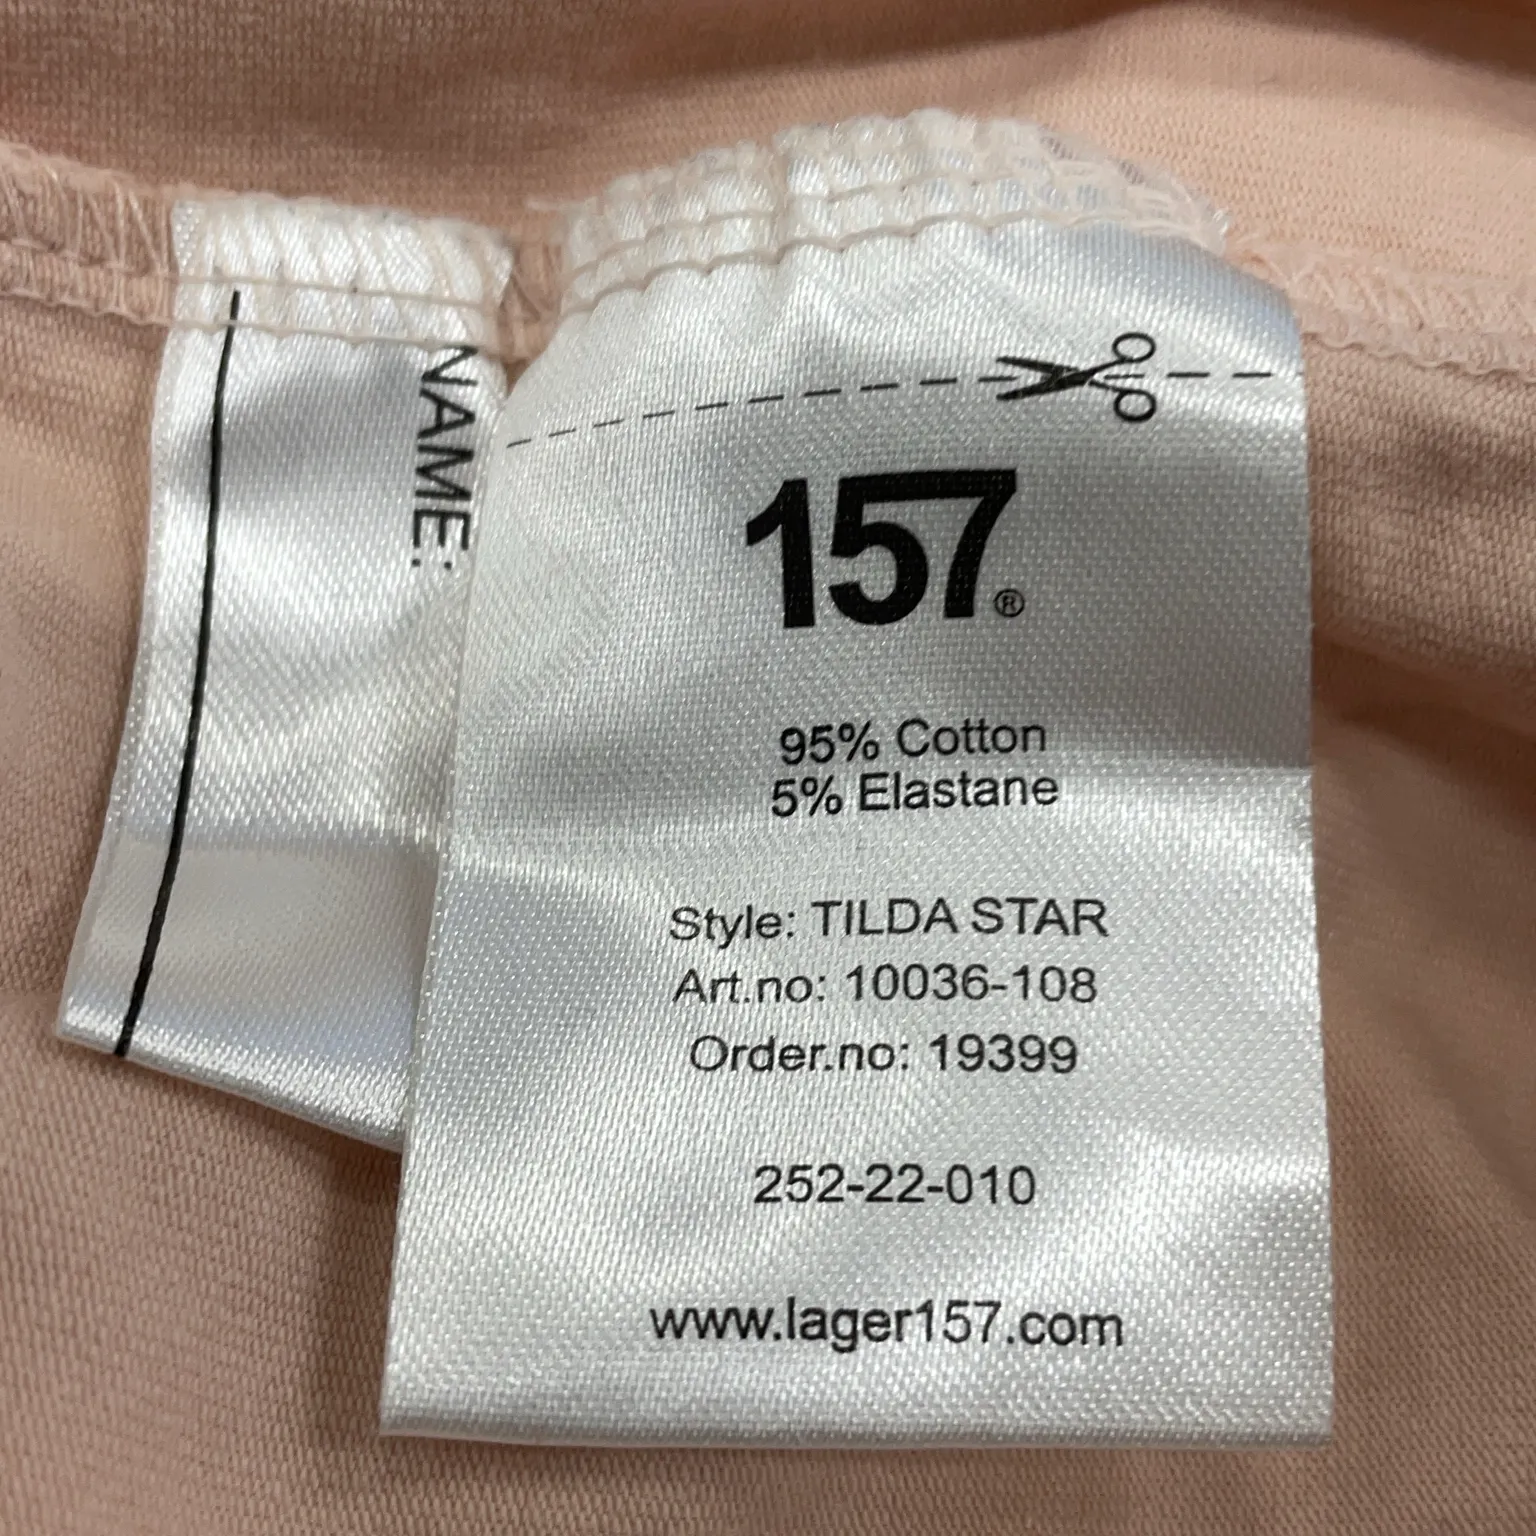 NAME:
157®
95% Cotton
5% Elastane
Style: TILDA STAR
Art.no: 10036-108
Order.no: 19399
252-22-010
www.lager157.com